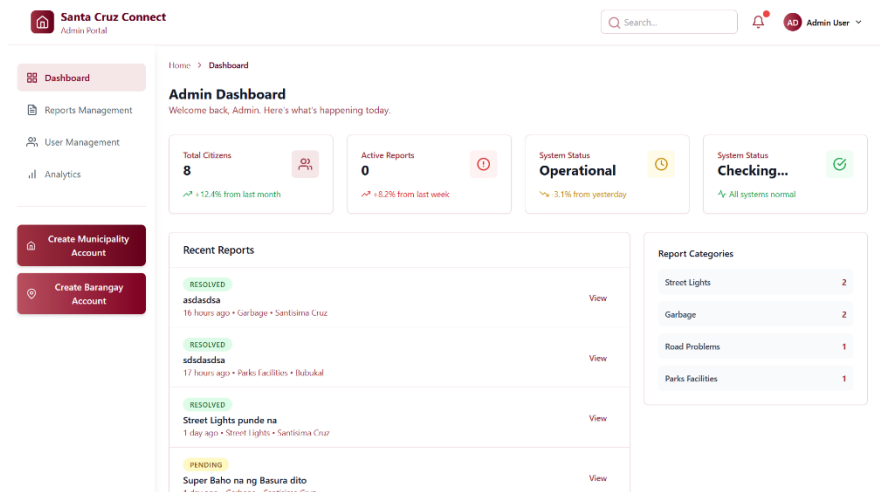 Santa Cruz Connect
Admin Portal
Search...
AD
Admin User
Dashboard
Reports Management
User Management
Analytics
Create Municipality
Account
Create Barangay
Account
Home > Dashboard
Admin Dashboard
Welcome back, Admin. Here's what's happening today.
Total Citizens
8
+12.4% from last month
Active Reports
0
+8.2% from last week
System Status
Operational
-3.1% from yesterday
System Status
Checking...
All systems normal
Recent Reports
RESOLVED
asdasdsa
16 hours ago • Garbage • Santisima Cruz
View
RESOLVED
sdsdasdsa
17 hours ago • Parks Facilities • Bubukal
View
RESOLVED
Street Lights punde na
1 day ago • Street Lights • Santisima Cruz
View
PENDING
Super Baho na ng Basura dito
1 day ago • Garbage • Santisima Cruz
View
Report Categories
Street Lights 2
Garbage 2
Road Problems 1
Parks Facilities 1